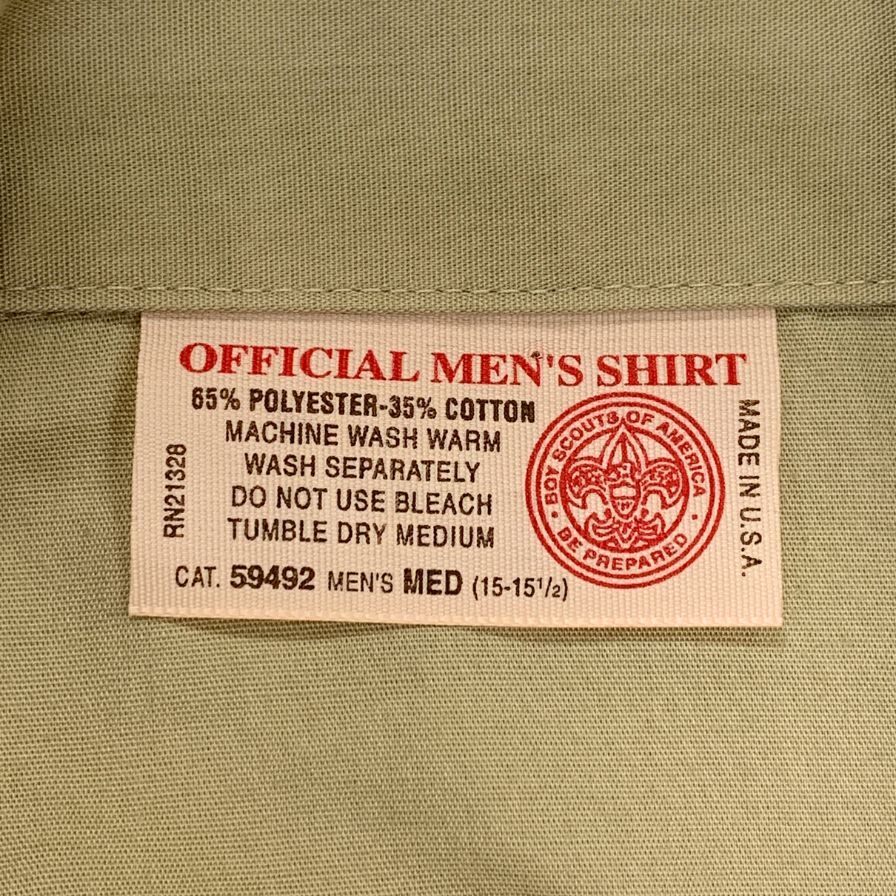 OFFICIAL MEN'S SHIRT
65% POLYESTER-35% COTTON
MACHINE WASH WARM
WASH SEPARATELY
DO NOT USE BLEACH
TUMBLE DRY MEDIUM
CAT. 59492 MEN'S MED (15-15½)
RN21328
BOY SCOUTS OF AMERICA
BE PREPARED
MADE IN U.S.A.